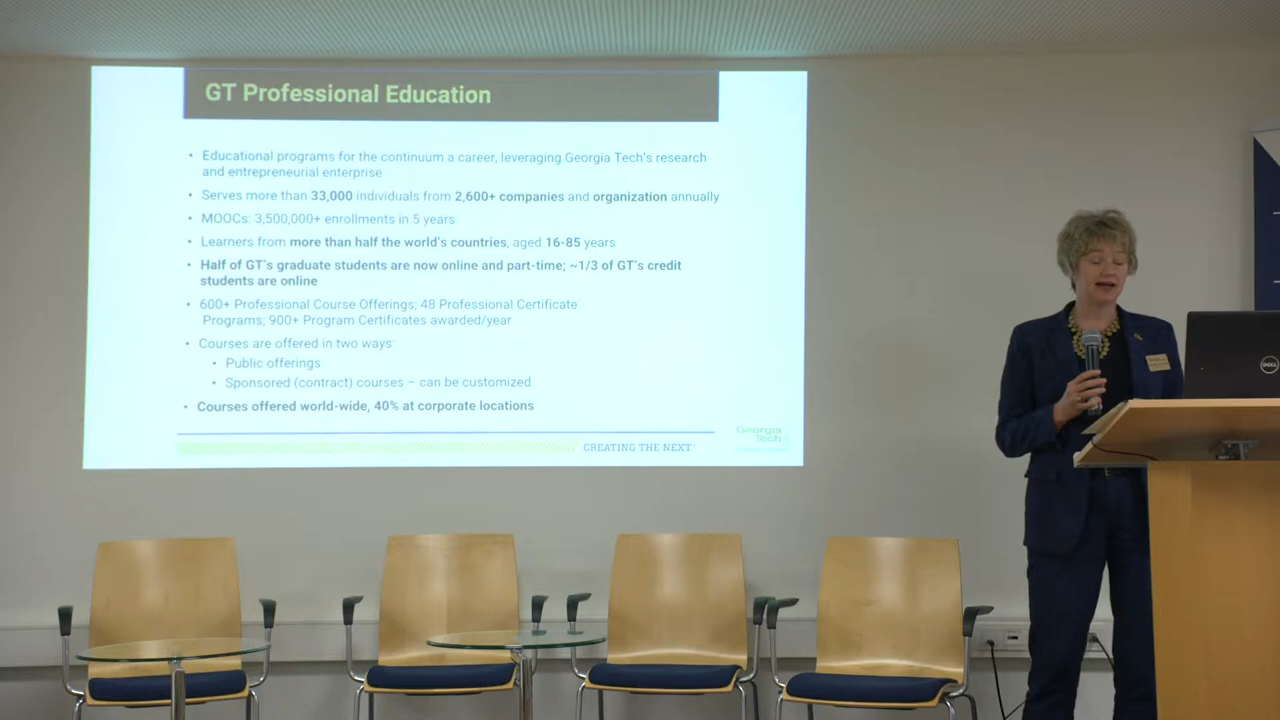 GT Professional Education
• Educational programs for the continuum a career, leveraging Georgia Tech's research
and entrepreneurial enterprise
• Serves more than 33,000 individuals from 2,600+ companies and organization annually
• MOOCs: 3,500,000+ enrollments in 5 years
• Learners from more than half the world's countries, aged 16-85 years
• Half of GT's graduate students are now online and part-time; ~1/3 of GT's credit
students are online
• 600+ Professional Course Offerings; 48 Professional Certificate
Programs; 900+ Program Certificates awarded/year
• Courses are offered in two ways:
• Public offerings
• Sponsored (contract) courses – can be customized
• Courses offered world-wide, 40% at corporate locations
CREATING THE NEXT
Georgia
Tech
DELL